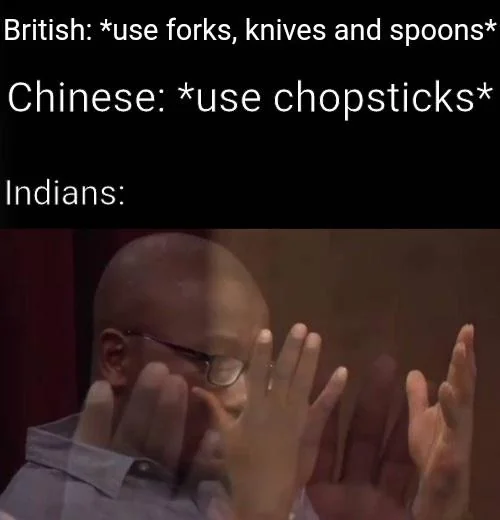 British: *use forks, knives and spoons*
Chinese: *use chopsticks*
Indians: